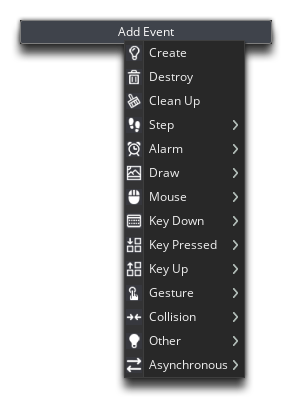 Add Event
Create
Destroy
Clean Up
Step
Alarm
Draw
Mouse
Key Down
Key Pressed
Key Up
Gesture
Collision
Other
Asynchronous